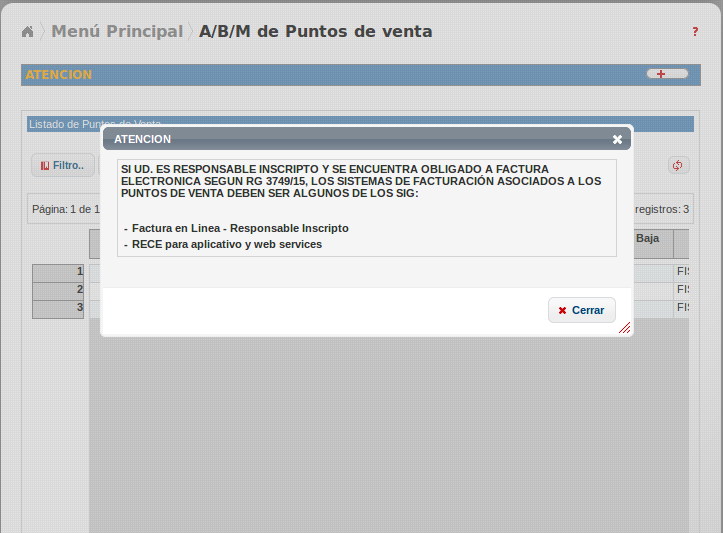 Menú Principal A/B/M de Puntos de venta ?
ATENCION
Listado de Puntos de Venta
ATENCION
SI UD. ES RESPONSABLE INSCRIPTO Y SE ENCUENTRA OBLIGADO A FACTURA
ELECTRONICA SEGUN RG 3749/15, LOS SISTEMAS DE FACTURACIÓN ASOCIADOS A LOS
PUNTOS DE VENTA DEBEN SER ALGUNOS DE LOS SIG:
- Factura en Linea - Responsable Inscripto
- RECE para aplicativo y web services
Cerrar
Filtro..
Página: 1 de 1
registros: 3
Baja
1
2
3